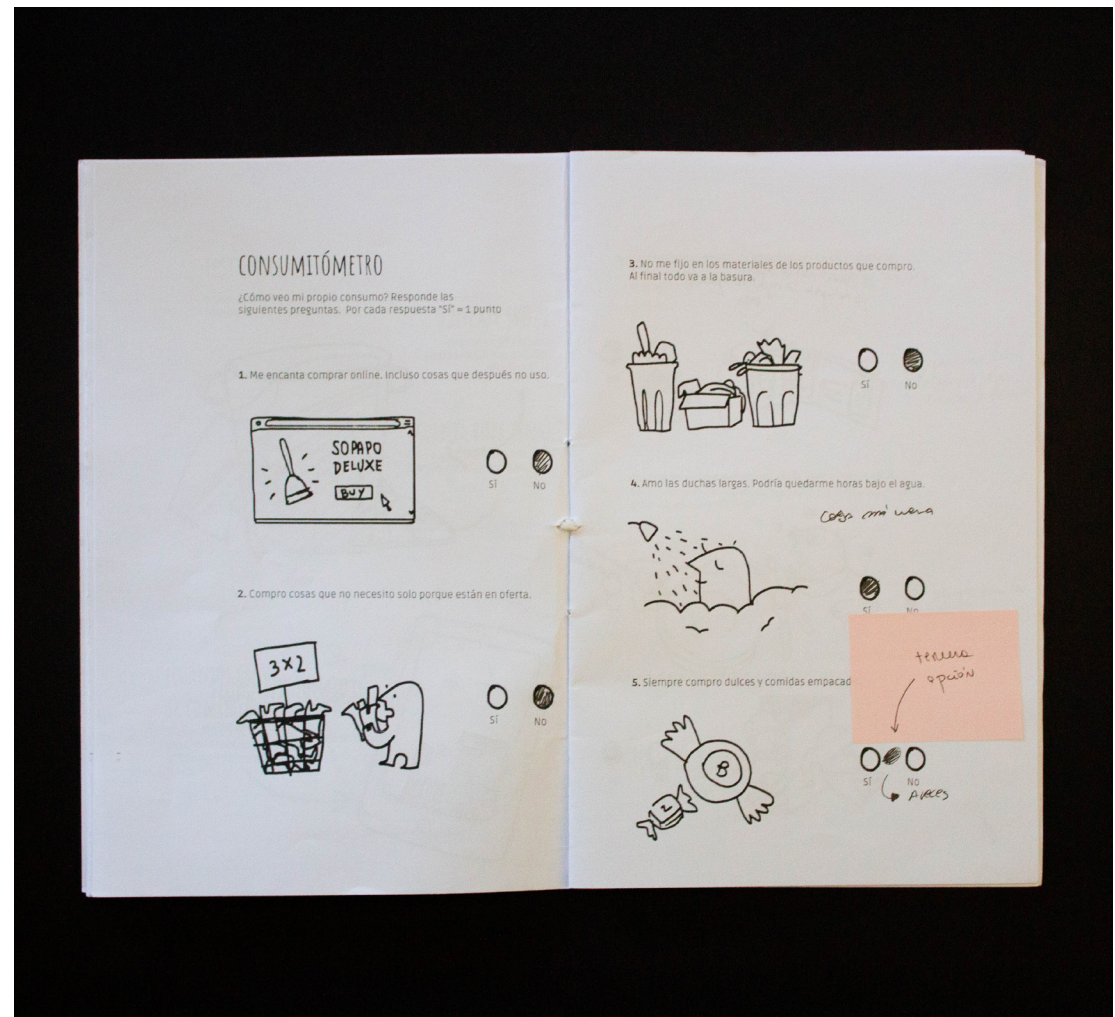 CONSUMITÓMETRO
¿Cómo veo mi propio consumo? Responde las
siguientes preguntas. Por cada respuesta "Sí" = 1 punto
1. Me encanta comprar online. Incluso cosas que después no uso.
SOPAPO
DELUXE
BUY
Sí No
2. Compro cosas que no necesito solo porque están en oferta.
3x2
Sí No
3. No me fijo en los materiales de los productos que compro.
Al final todo va a la basura.
Sí No
4. Amo las duchas largas. Podría quedarme horas bajo el agua.
Sí No
5. Siempre compro dulces y comidas empacad
opción
Sí No